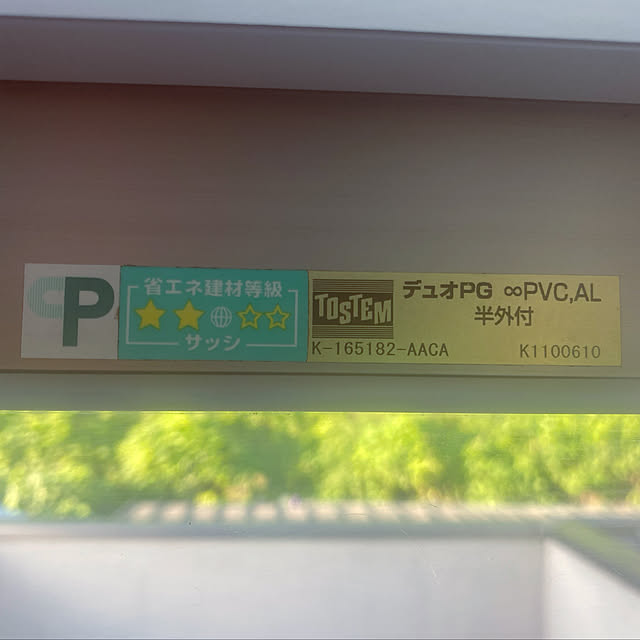 CP
省エネ建材等級
★★☆☆
サッシ
TOSTEM
デュオPG ∞PVC,AL
半外付
K-165182-AACA K1100610